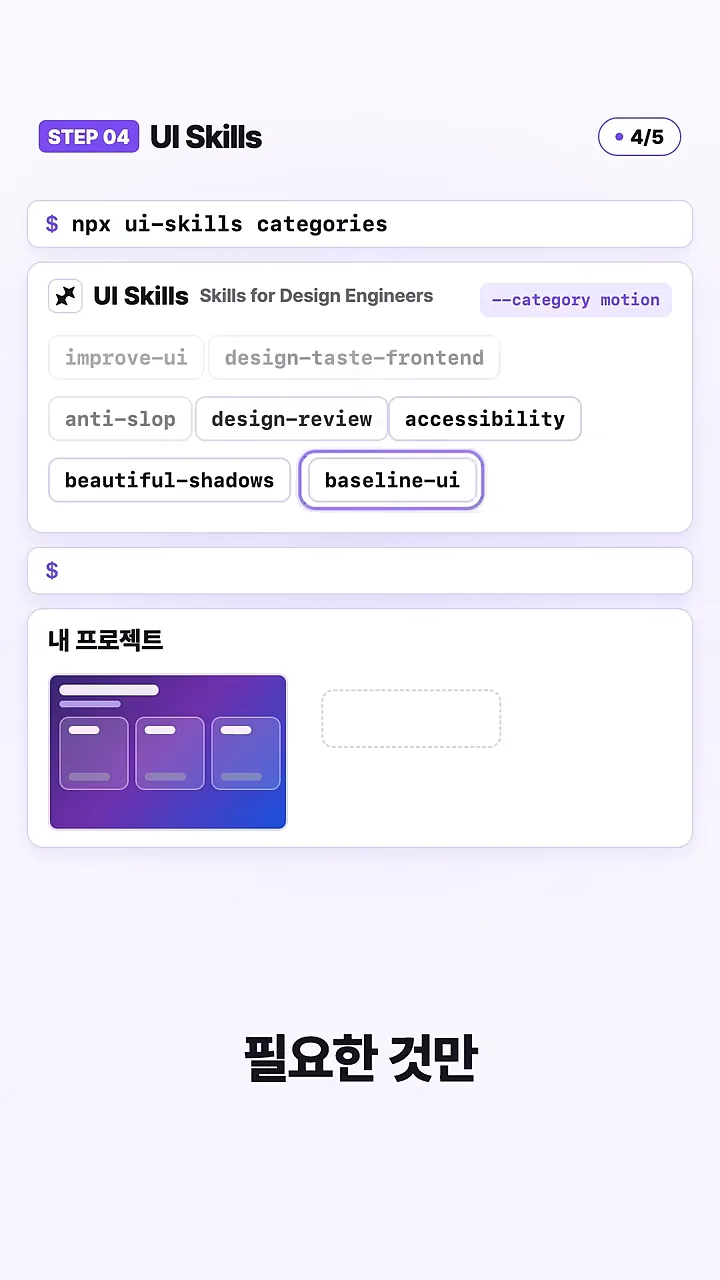 STEP 04 UI Skills 4/5
$ npx ui-skills categories
UI Skills Skills for Design Engineers --category motion
improve-ui design-taste-frontend
anti-slop design-review accessibility
beautiful-shadows baseline-ui
$
내 프로젝트
필요한 것만